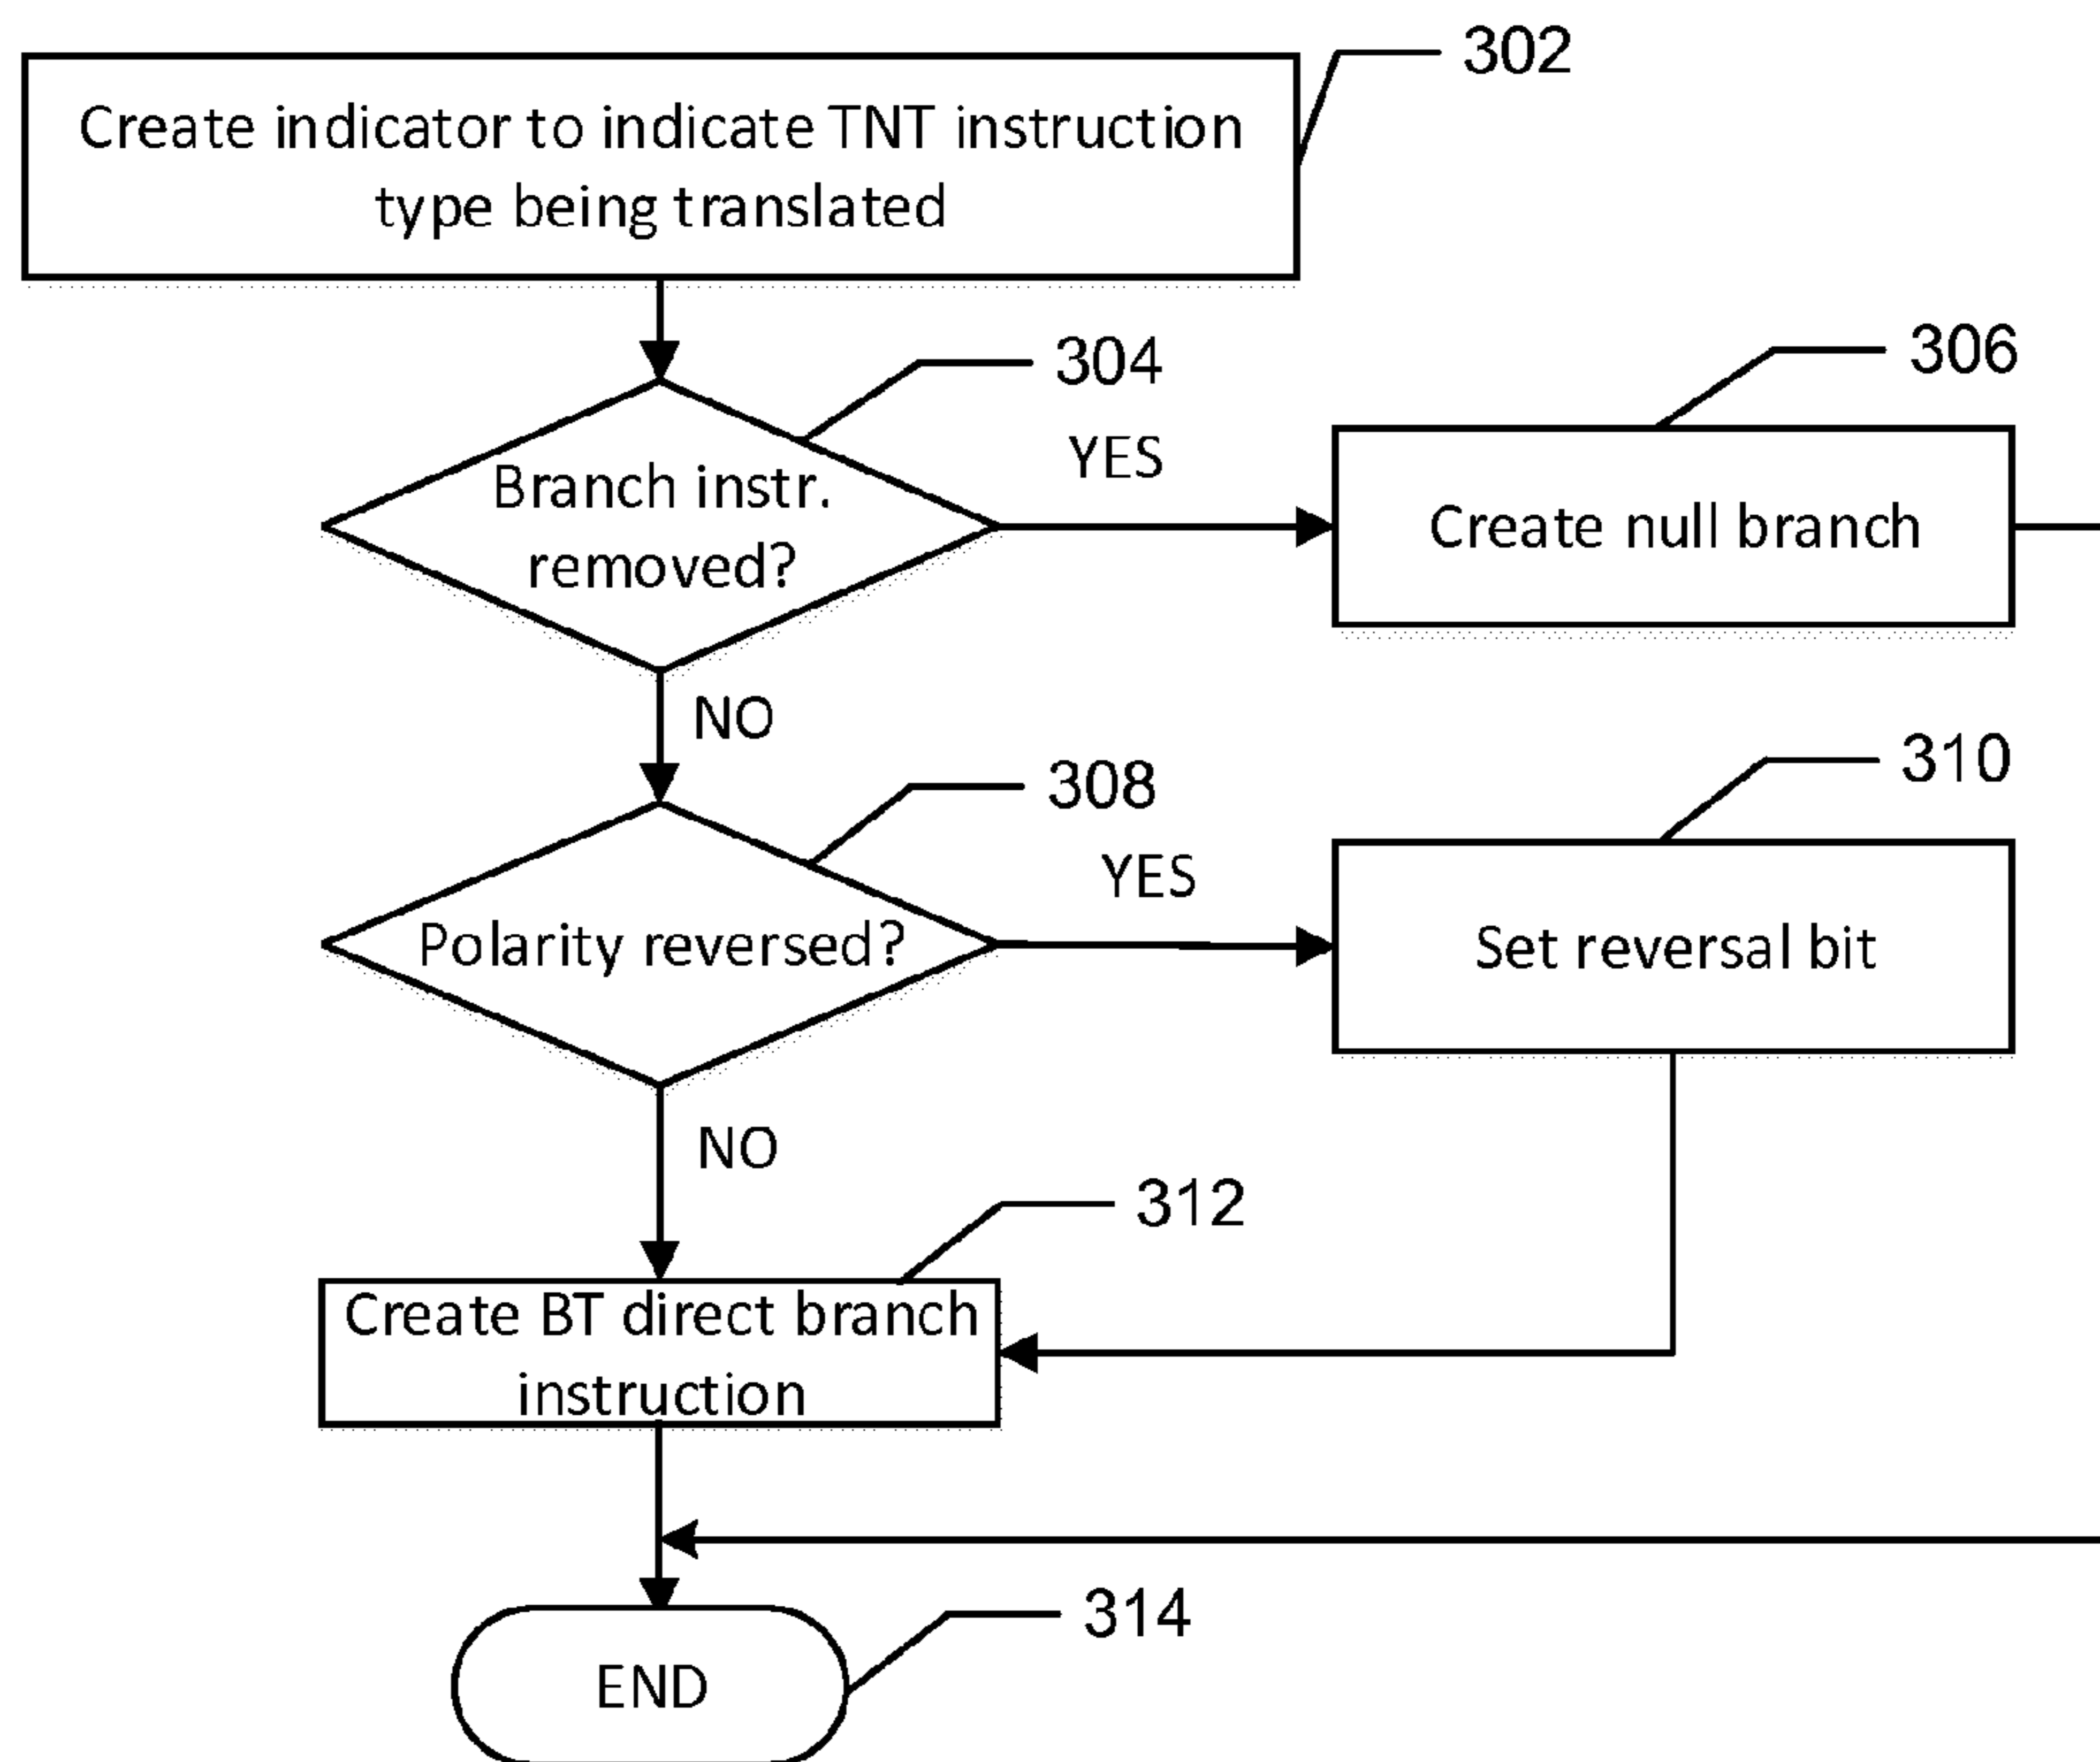 302
Create indicator to indicate TNT instruction
type being translated
304
306
YES
Branch instr.
removed?
Create null branch
NO
308
310
YES
Polarity reversed?
Set reversal bit
NO
312
Create BT direct branch
instruction
314
END